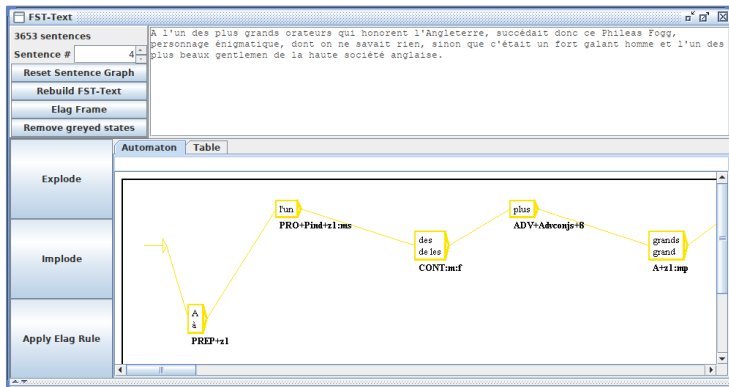 FST-Text
3653 sentences
Sentence # 4
Reset Sentence Graph
Rebuild FST-Text
Elag Frame
Remove greyed states
A l'un des plus grands orateurs qui honorent l'Angleterre, succédait donc ce Phileas Fogg,
personnage énigmatique, dont on ne savait rien, sinon que c'était un fort galant homme et l'un des
plus beaux gentlemen de la haute société anglaise.
Explode
Implode
Apply Elag Rule
Automaton Table
A
à
PREP+z1
l'un
PRO+Pind+z1:ms
des
de les
CONT:m:f
plus
ADV+Advconjs+8
grands
grand
A+z1:mp